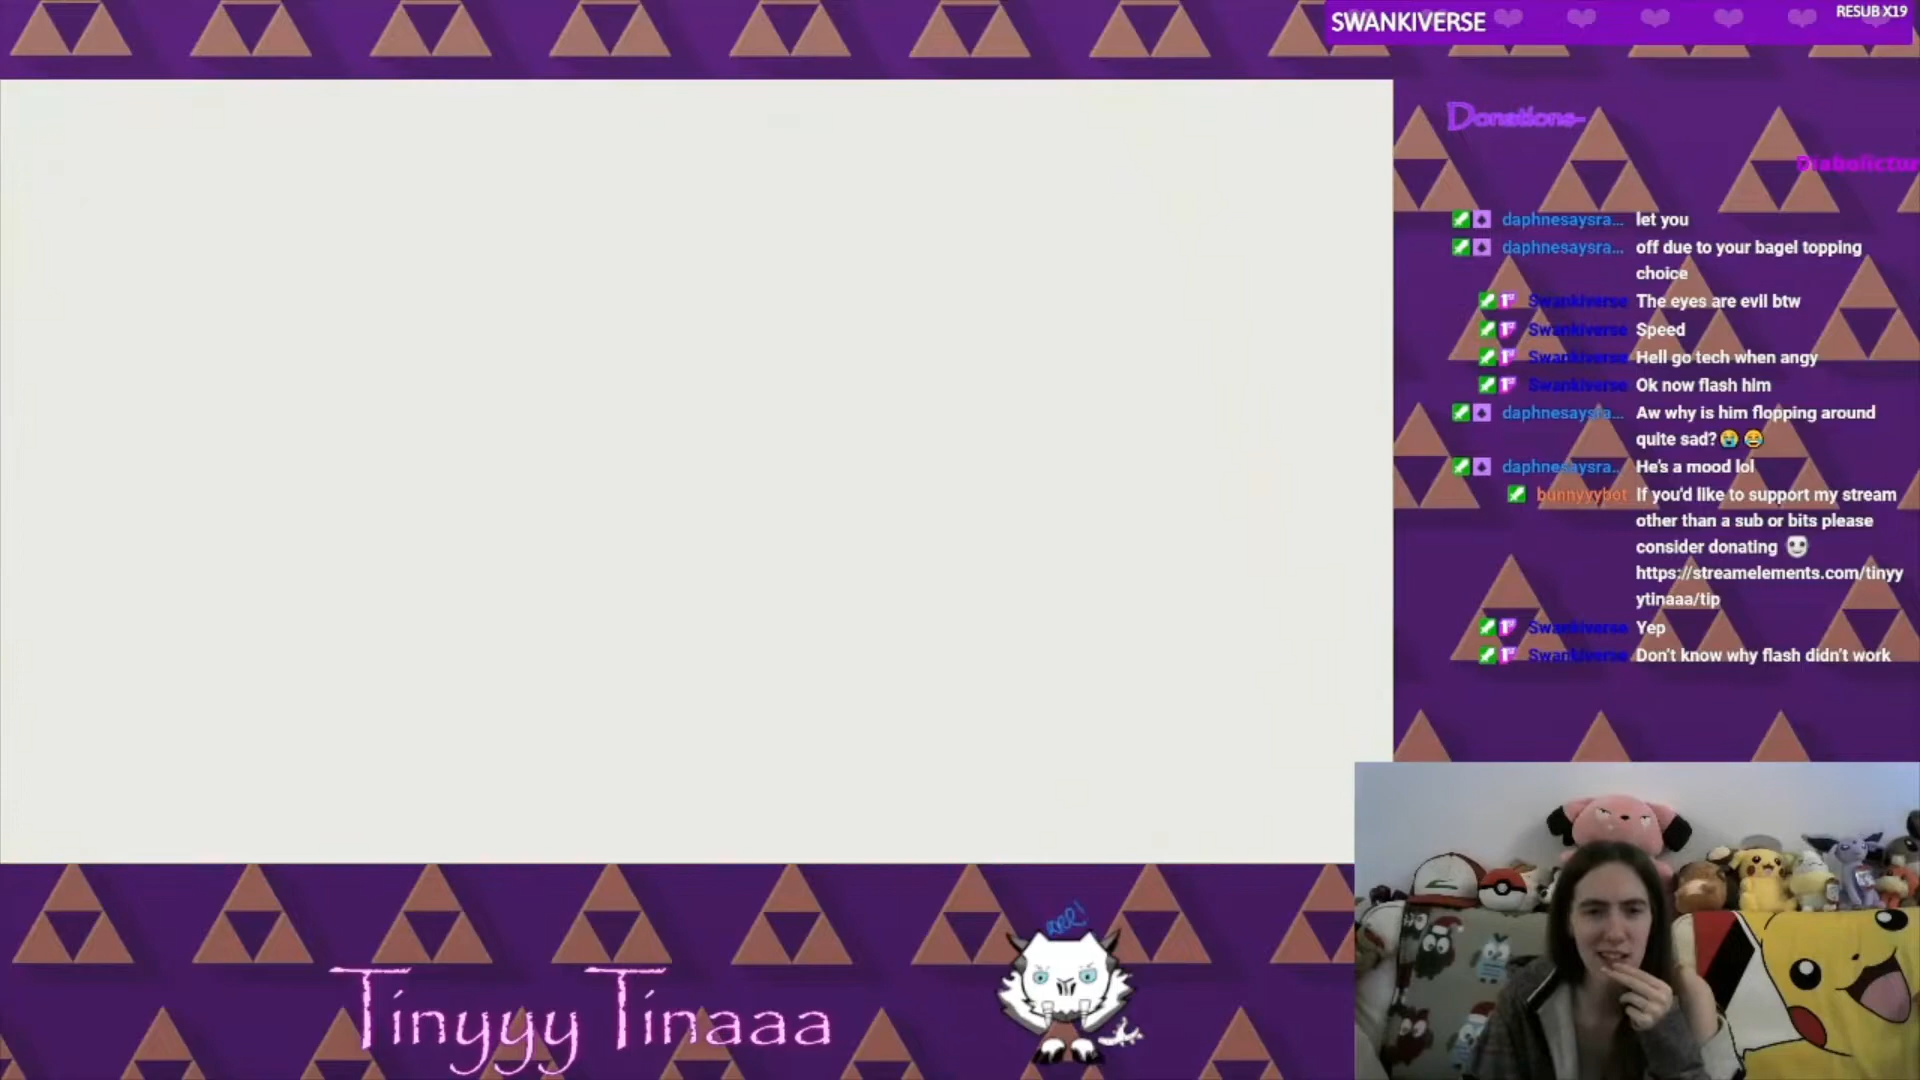 SWANKIVERSE
RESUB X19
Donations-
Diabolictur
daphnesaysra... let you
daphnesaysra... off due to your bagel topping
choice
Swankiverse The eyes are evil btw
Swankiverse Speed
Swankiverse Hell go tech when angy
Swankiverse Ok now flash him
daphnesaysra... Aw why is him flopping around
quite sad?😭 😂
daphnesaysra... He's a mood lol
bunnyyybot If you'd like to support my stream
other than a sub or bits please
consider donating
https://streamelements.com/tinyy
ytinaaa/tip
Swankiverse Yep
Swankiverse Don't know why flash didn't work
Tinyyy Tinaaa